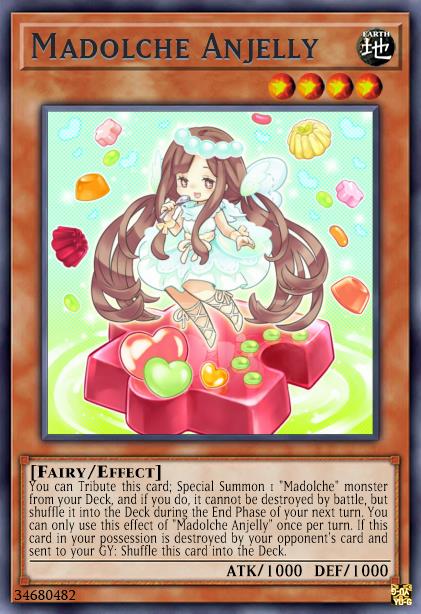 MADOLCHE ANJELLY
EARTH
地
[FAIRY/EFFECT]
You can Tribute this card; Special Summon 1 "Madolche" monster
from your Deck, and if you do, it cannot be destroyed by battle, but
shuffle it into the Deck during the End Phase of your next turn. You
can only use this effect of "Madolche Anjelly" once per turn. If this
card in your possession is destroyed by your opponent's card and
sent to your GY: Shuffle this card into the Deck.
ATK/1000 DEF/1000
34680482